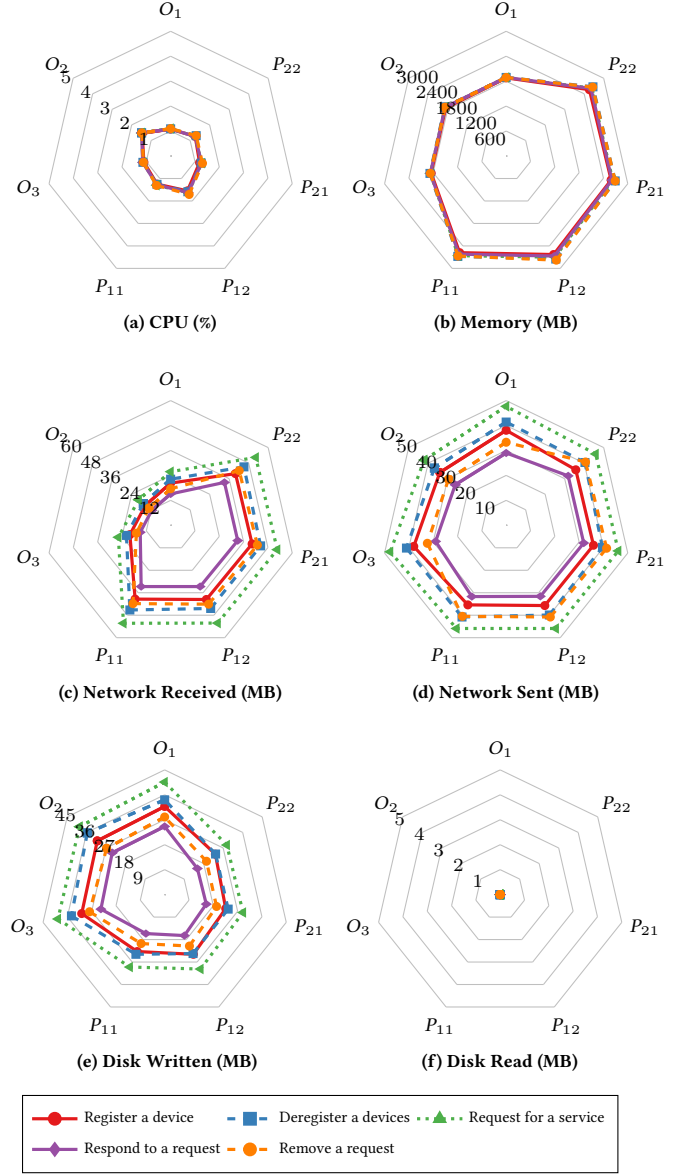 O₁
O₂
P₂₂
5
4
3
2
1
O₃
P₂₁
P₁₁
P₁₂
(a) CPU (%)
O₁
O₂
P₂₂
3000
2400
1800
1200
600
O₃
P₂₁
P₁₁
P₁₂
(b) Memory (MB)
O₁
O₂
P₂₂
60
48
36
24
12
O₃
P₂₁
P₁₁
P₁₂
(c) Network Received (MB)
O₁
O₂
P₂₂
50
40
30
20
10
O₃
P₂₁
P₁₁
P₁₂
(d) Network Sent (MB)
O₁
O₂
P₂₂
45
36
27
18
9
O₃
P₂₁
P₁₁
P₁₂
(e) Disk Written (MB)
O₁
O₂
P₂₂
5
4
3
2
1
O₃
P₂₁
P₁₁
P₁₂
(f) Disk Read (MB)
Register a device Deregister a devices Request for a service
Respond to a request Remove a request